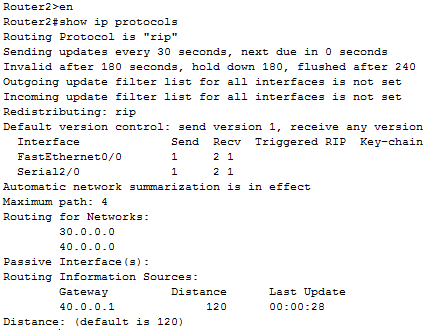 Router2>en
Router2#show ip protocols
Routing Protocol is "rip"
Sending updates every 30 seconds, next due in 0 seconds
Invalid after 180 seconds, hold down 180, flushed after 240
Outgoing update filter list for all interfaces is not set
Incoming update filter list for all interfaces is not set
Redistributing: rip
Default version control: send version 1, receive any version
  Interface             Send  Recv  Triggered RIP  Key-chain
  FastEthernet0/0       1     2 1
  Serial2/0             1     2 1
Automatic network summarization is in effect
Maximum path: 4
Routing for Networks:
        30.0.0.0
        40.0.0.0
Passive Interface(s):
Routing Information Sources:
        Gateway         Distance      Last Update
        40.0.0.1             120      00:00:28
Distance: (default is 120)